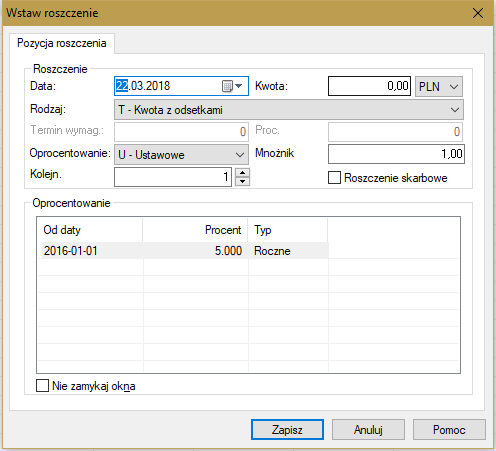 Wstaw roszczenie
Pozycja roszczenia
Roszczenie
Data: 22.03.2018 Kwota: 0,00 PLN
Rodzaj: T - Kwota z odsetkami
Termin wymag.: 0 Proc. 0
Oprocentowanie: U - Ustawowe Mnożnik 1,00
Kolejn. 1 Roszczenie skarbowe
Oprocentowanie
Od daty Procent Typ
2016-01-01 5.000 Roczne
Nie zamykaj okna
Zapisz Anuluj Pomoc